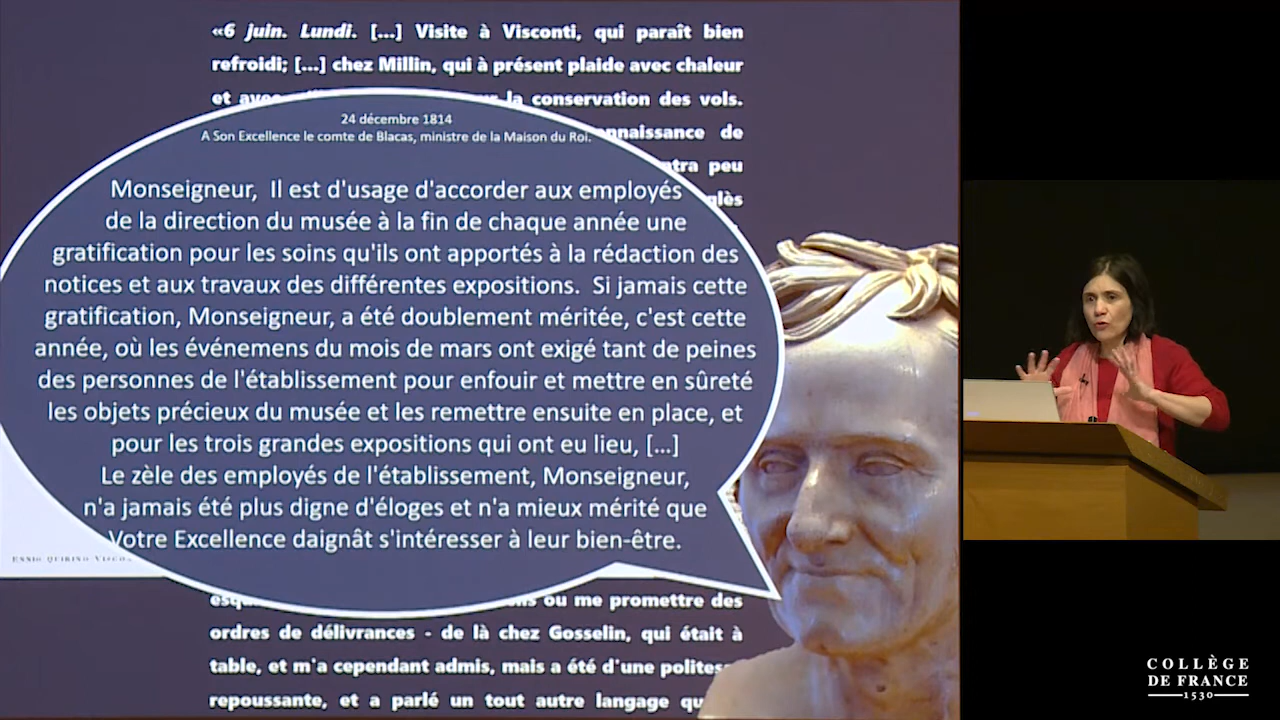 «6 juin. Lundi. [...] Visite à Visconti, qui paraît bien
refroidi; [...] chez Millin, qui à présent plaide avec chaleur
et la conservation des vols.
24 décembre 1814
A Son Excellence le comte de Blacas, ministre de la Maison du Roi.
Monseigneur, Il est d'usage d'accorder aux employés
de la direction du musée à la fin de chaque année une
gratification pour les soins qu'ils ont apportés à la rédaction des
notices et aux travaux des différentes expositions. Si jamais cette
gratification, Monseigneur, a été doublement méritée, c'est cette
année, où les événemens du mois de mars ont exigé tant de peines
des personnes de l'établissement pour enfouir et mettre en sûreté
les objets précieux du musée et les remettre ensuite en place, et
pour les trois grandes expositions qui ont eu lieu, [...]
Le zèle des employés de l'établissement, Monseigneur,
n'a jamais été plus digne d'éloges et n'a mieux mérité que
Votre Excellence daignât s'intéresser à leur bien-être.
ENNIO QUIRINO
ou me promettre des
ordres de délivrances - de là chez Gosselin, qui était à
table, et m'a cependant admis, mais a été d'une
repoussante, et a parlé un tout autre langage
COLLÈGE
DE FRANCE
1530